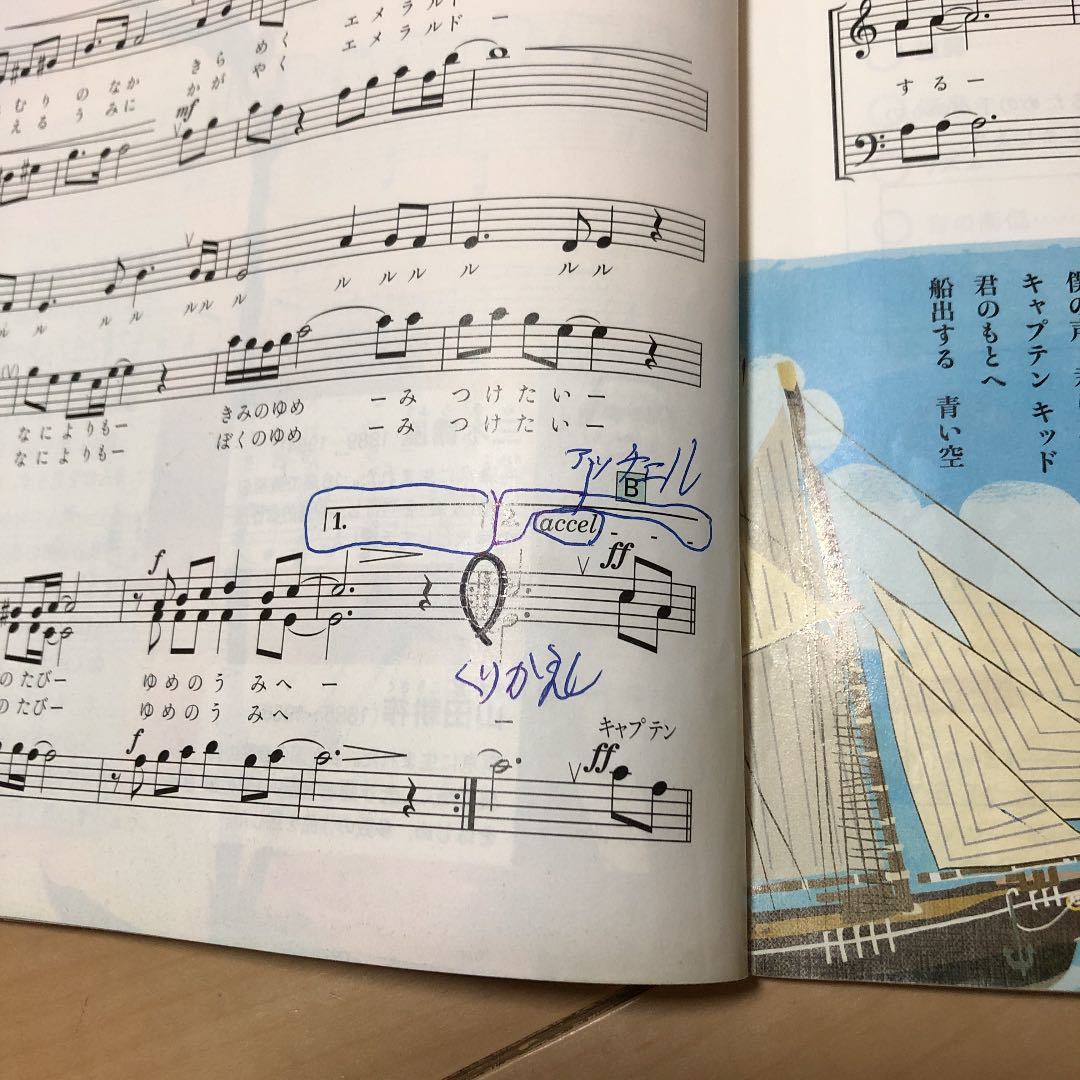 エメラルド
きら めく エメラルド ー
むり の なか かが やく
える うみに
mf
ルル ル ル ル ル ル ル ル
きみのゆめ ーみ つけたいー
なによりもー ぼくのゆめ ーみ つけたいー
なによりもー
アッチェル
B
1. 2. accel
f ff
くりかえし
のたびー ゆめのう みへー
のたびー ゆめのう みへ ー
キャプテン
f ff
するー
キャプテン キッド
君のもとへ
船出する 青い空